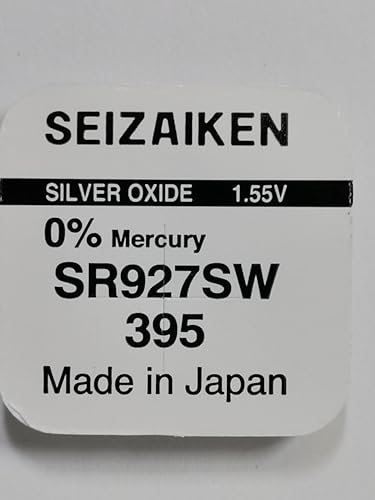 SEIZAIKEN
SILVER OXIDE 1.55V
0% Mercury
SR927SW
395
Made in Japan